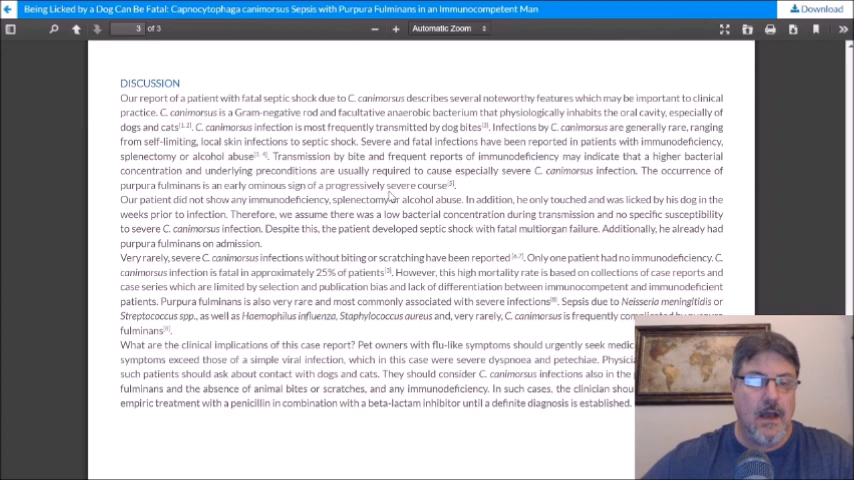 Being Licked by a Dog Can Be Fatal: Capnocytophaga canimorsus Sepsis with Purpura Fulminans in an Immunocompetent Man
Download
3 of 3
Automatic Zoom
DISCUSSION
Our report of a patient with fatal septic shock due to C. canimorsus describes several noteworthy features which may be important to clinical
practice. C. canimorsus is a Gram-negative rod and facultative anaerobic bacterium that physiologically inhabits the oral cavity, especially of
dogs and cats[1,2]. C. canimorsus infection is most frequently transmitted by dog bites[3]. Infections by C. canimorsus are generally rare, ranging
from self-limiting, local skin infections to septic shock. Severe and fatal infections have been reported in patients with immunodeficiency,
splenectomy or alcohol abuse. Transmission by bite and frequent reports of immunodeficiency may indicate that a higher bacterial
concentration and underlying preconditions are usually required to cause especially severe C. canimorsus infection. The occurrence of
purpura fulminans is an early ominous sign of a progressively severe course[5].
Our patient did not show any immunodeficiency, splenectomy or alcohol abuse. In addition, he only touched and was licked by his dog in the
weeks prior to infection. Therefore, we assume there was a low bacterial concentration during transmission and no specific susceptibility
to severe C. canimorsus infection. Despite this, the patient developed septic shock with multiorgan failure. Additionally, he already had
purpura fulminans on admission.
Very rarely, severe C. canimorsus infections without biting or scratching have been reported[6,7]. Only one patient had no immunodeficiency. C.
canimorsus infection is fatal in approximately 25% of patients[3]. However, this high mortality rate is based on collections of case reports and
case series which are limited by selection and publication bias and lack of differentiation between immunocompetent and immunodeficient
patients. Purpura fulminans is also very rare and most commonly associated with severe infections[8]. Sepsis due to Neisseria meningitidis or
Streptococcus spp., as well as Haemophilus influenza, Staphylococcus aureus and, very rarely, C. canimorsus is frequently complicated by purpura
fulminans[8].
What are the clinical implications of this case report? Pet owners with flu-like symptoms should urgently seek medic
symptoms exceed those of a simple viral infection, which in this case were severe dyspnoea and petechiae. Physici
such patients should ask about contact with dogs and cats. They should consider C. canimorsus infections also in the
fulminans and the absence of animal bites or scratches, and any immunodeficiency. In such cases, the clinician shou
empiric treatment with a penicillin in combination with a beta-lactam inhibitor until a definite diagnosis is established.